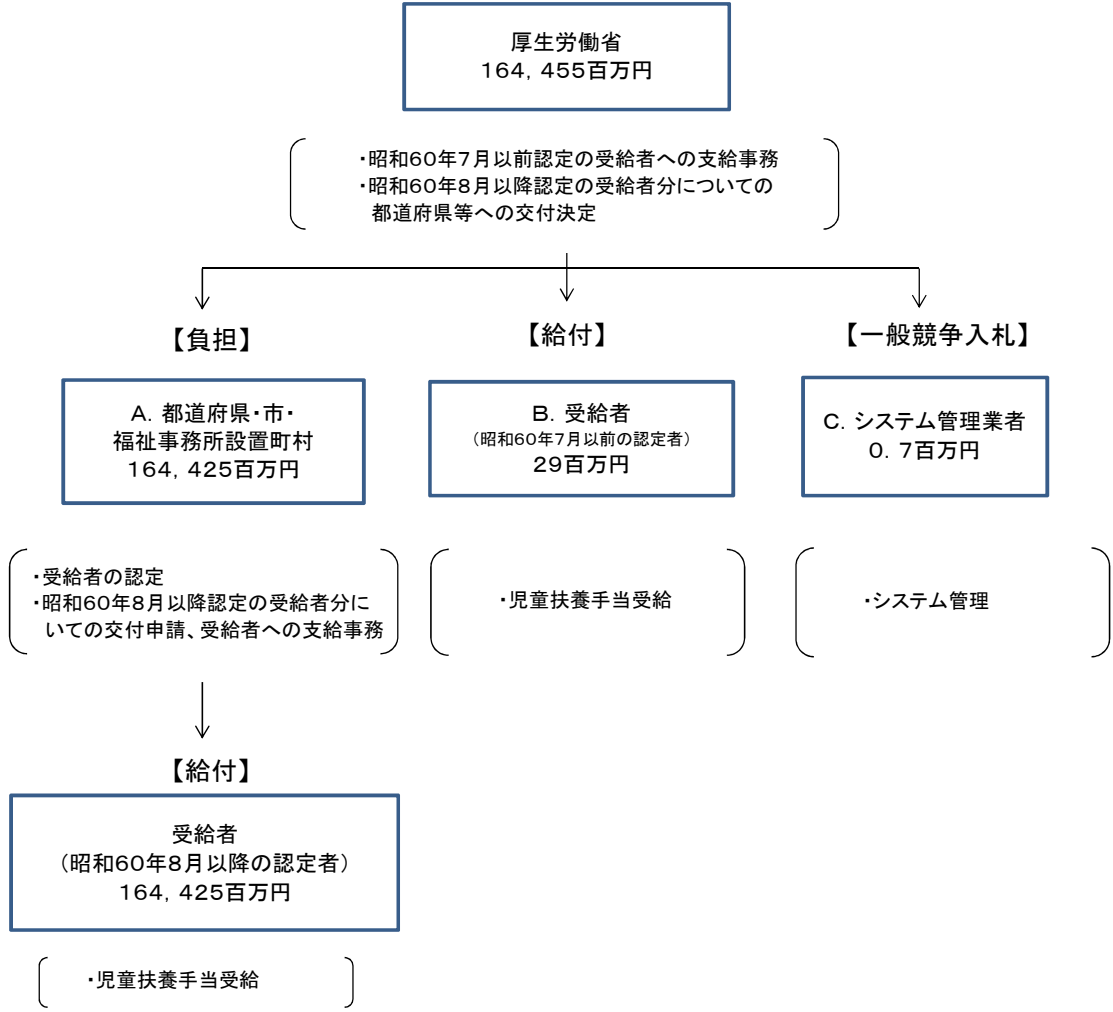 厚生労働省
164,455百万円
・昭和60年7月以前認定の受給者への支給事務
・昭和60年8月以降認定の受給者分についての
都道府県等への交付決定
【負担】
【給付】
【一般競争入札】
A.都道府県・市・
福祉事務所設置町村
164,425百万円
B.受給者
(昭和60年7月以前の認定者)
29百万円
C.システム管理業者
0.7百万円
・受給者の認定
・昭和60年8月以降認定の受給者分に
いての交付申請、受給者への支給事務
・児童扶養手当受給
・システム管理
【給付】
受給者
(昭和60年8月以降の認定者)
164,425百万円
・児童扶養手当受給